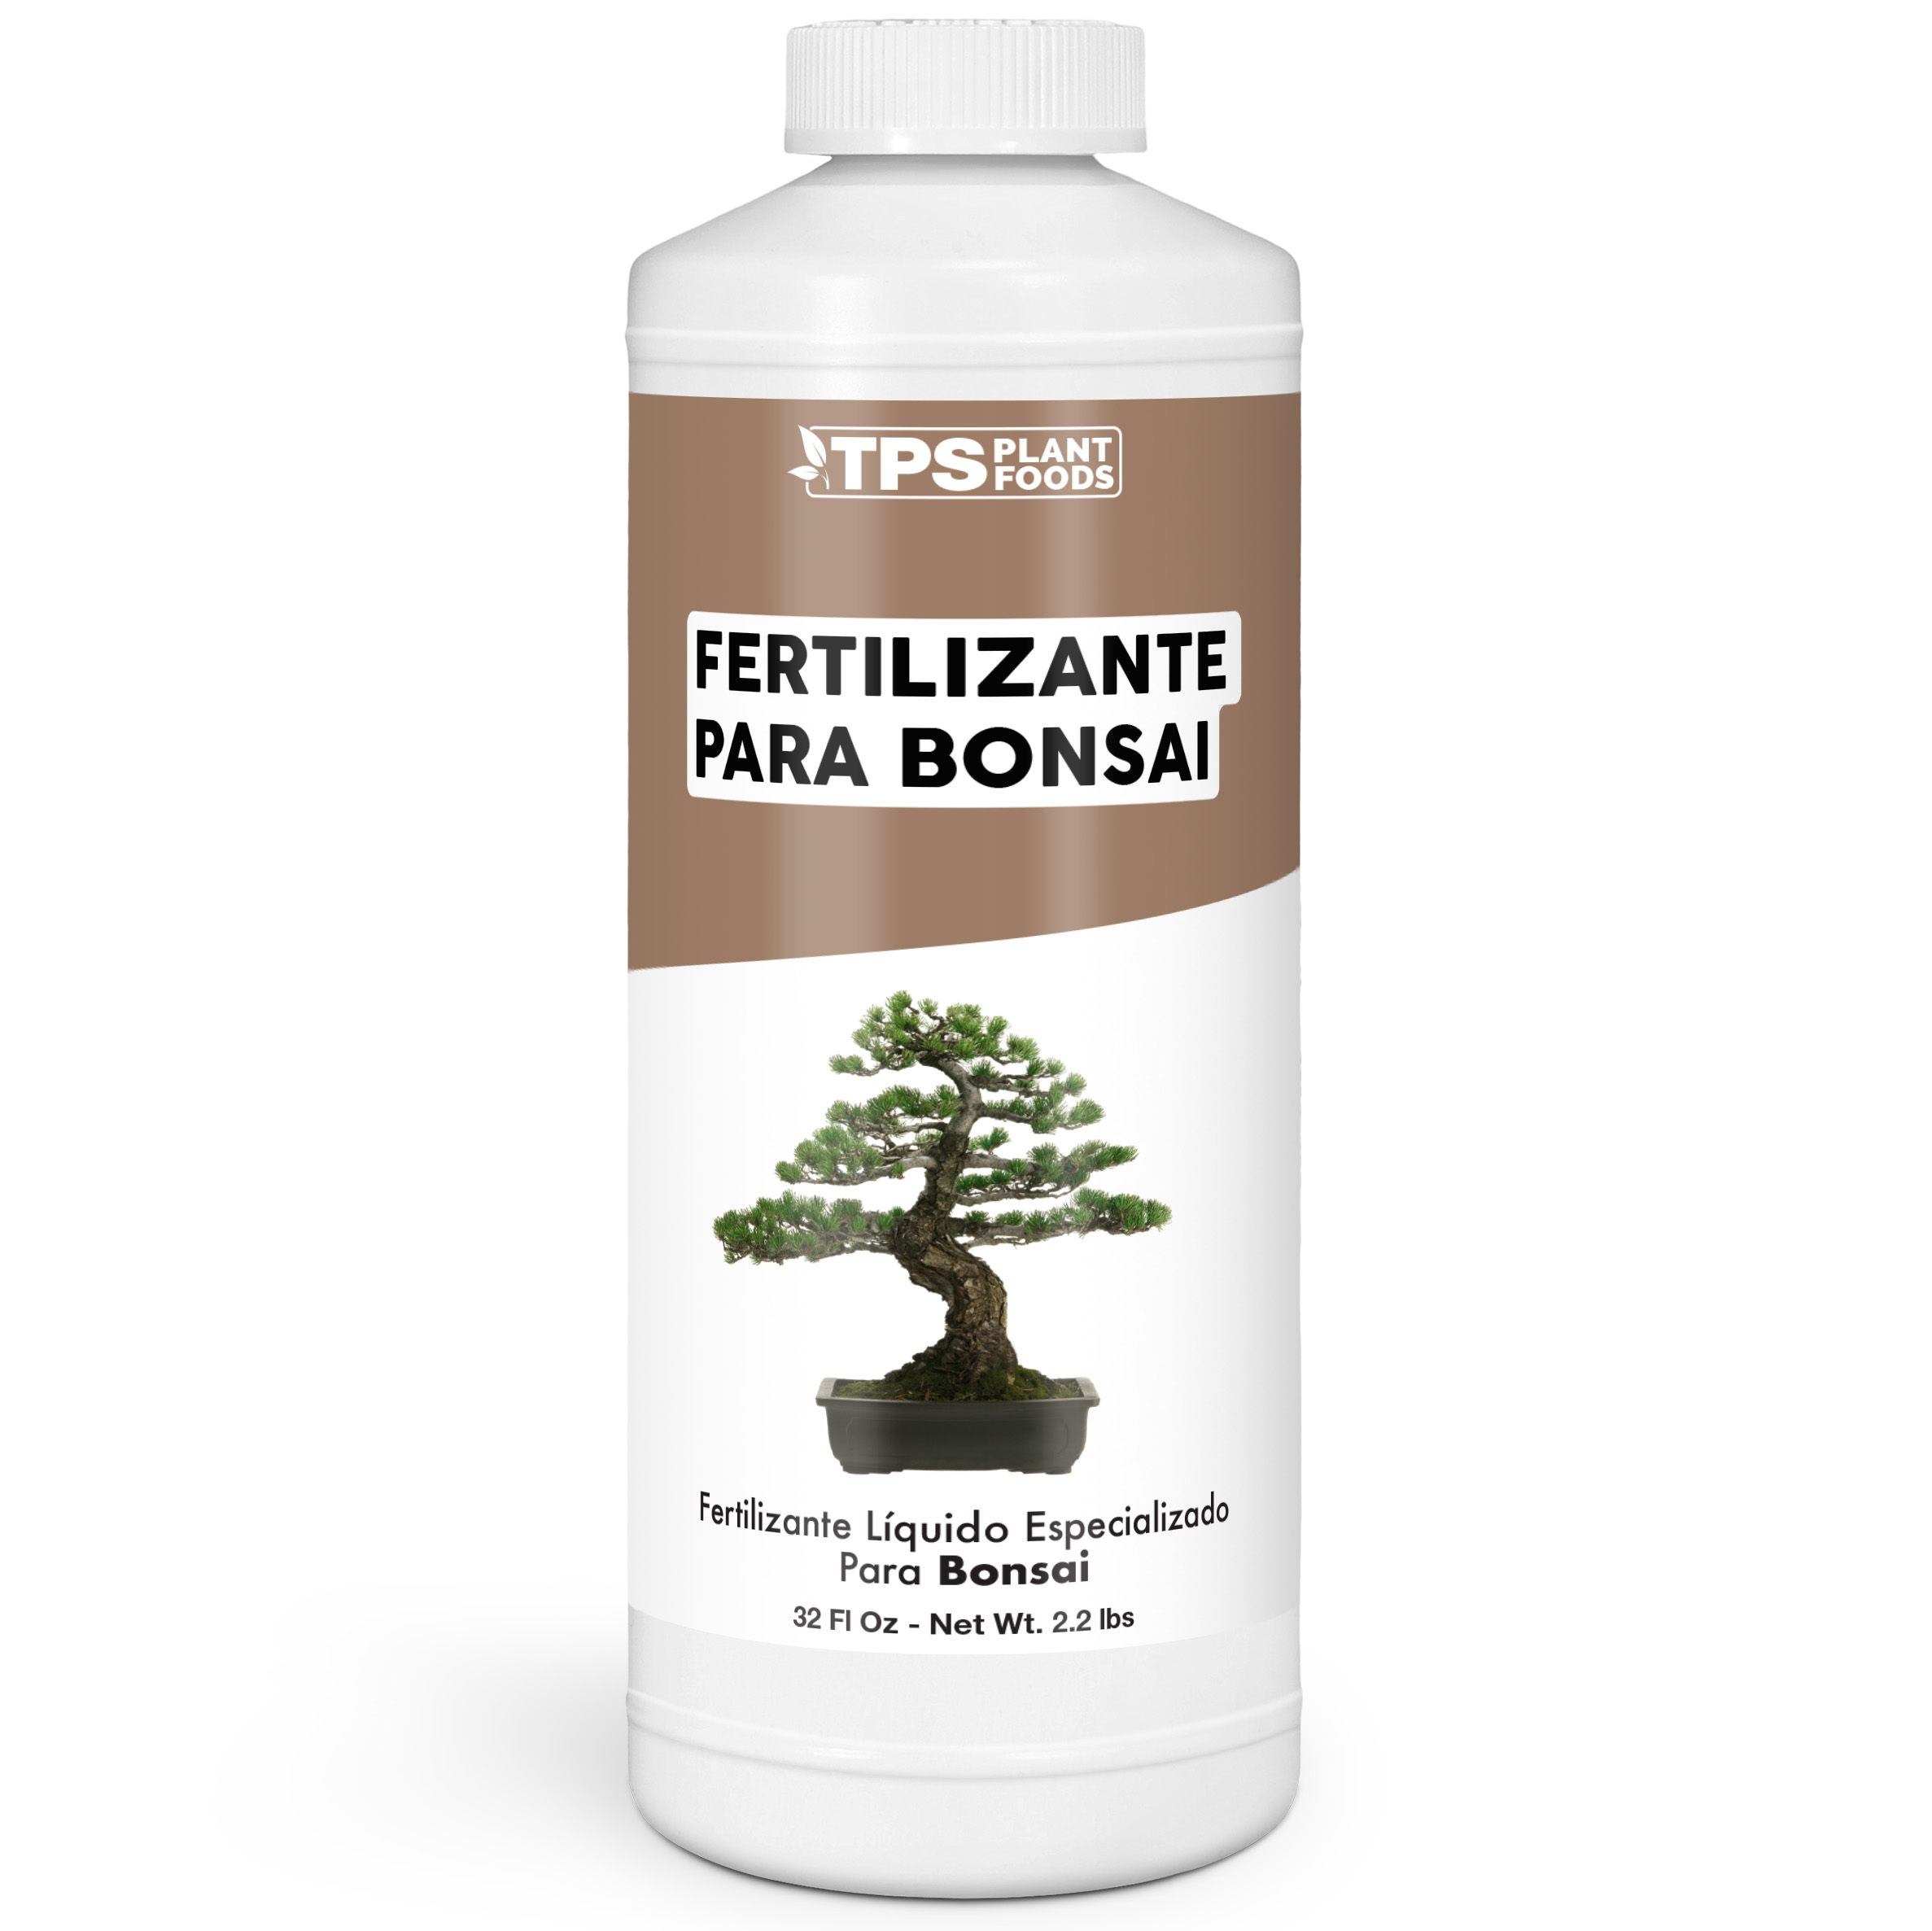 TPS PLANT FOODS
FERTILIZANTE
PARA BONSAI
Fertilizante Líquido Especializado
Para Bonsai
32 Fl Oz - Net Wt. 2.2 lbs